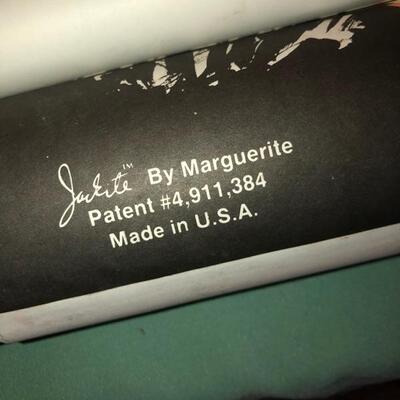 Jackite™ By Marguerite
Patent #4,911,384
Made in U.S.A.